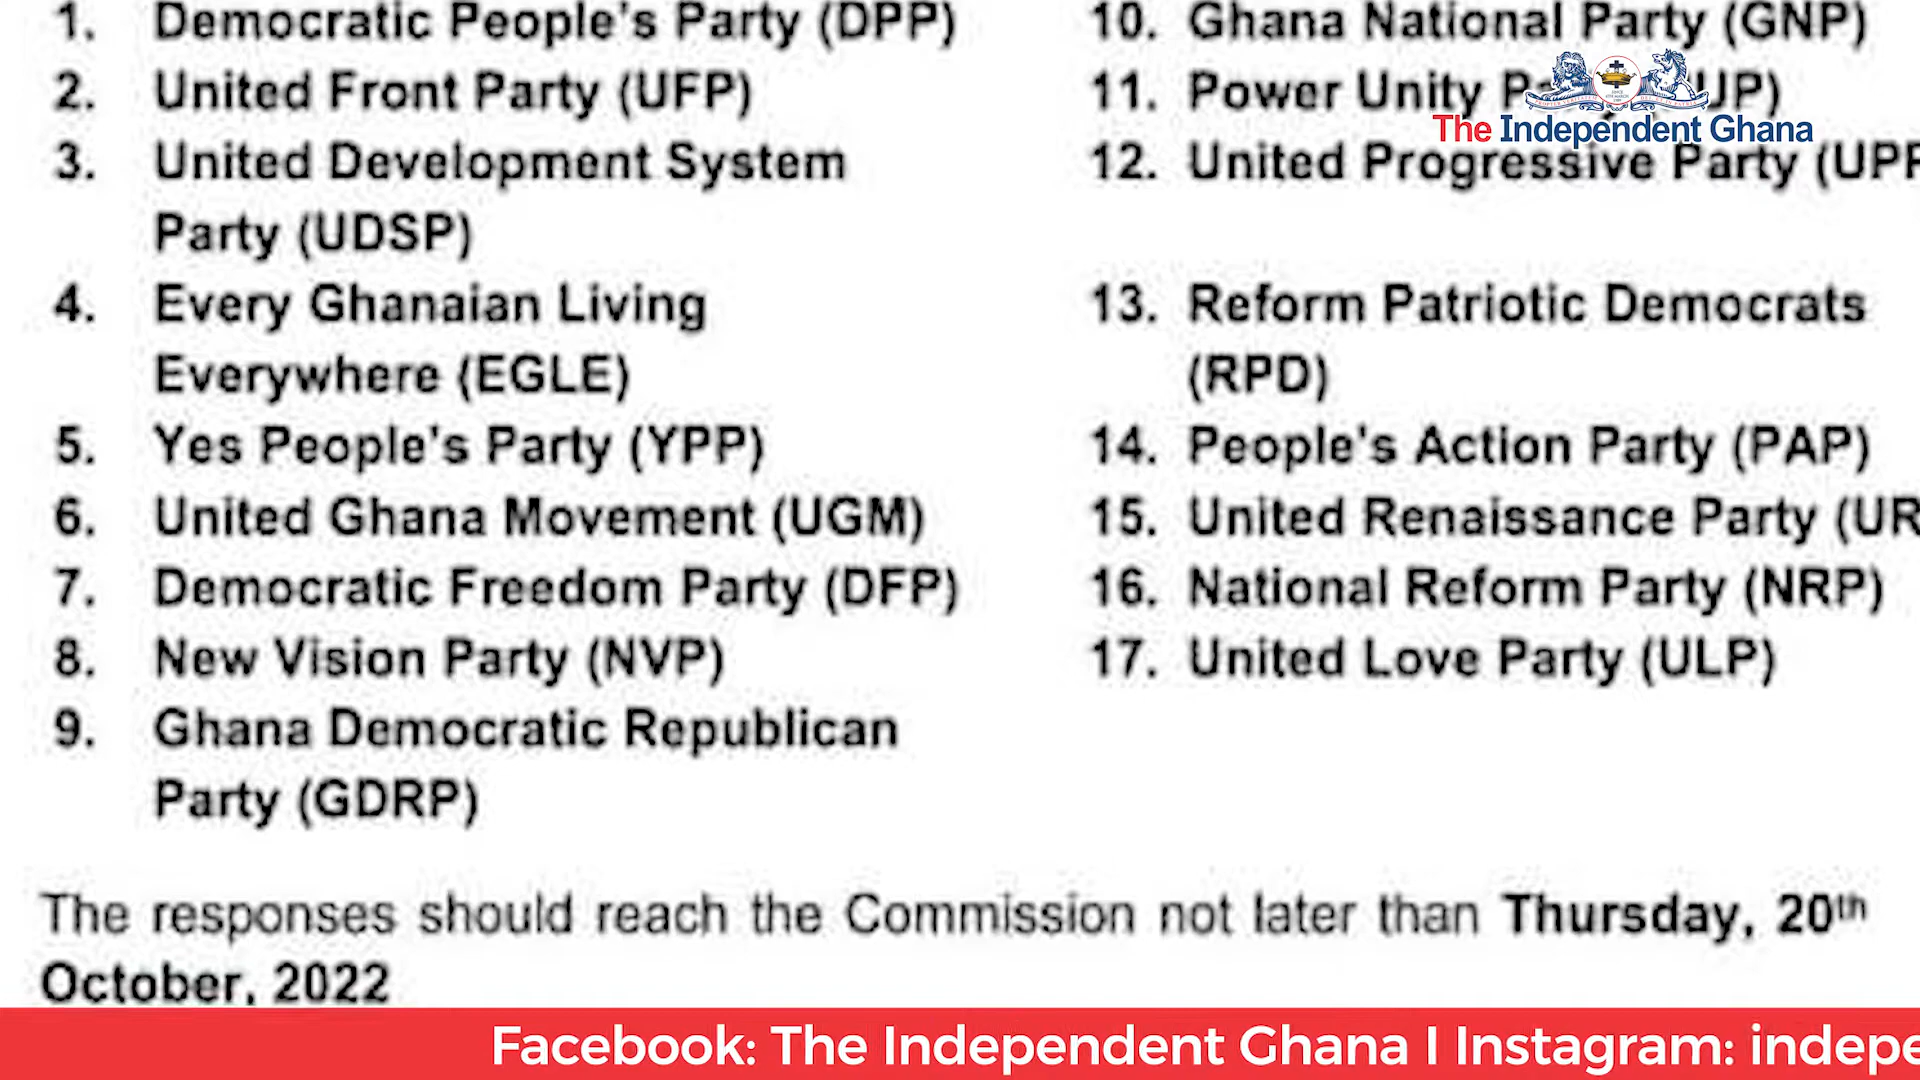 1. Democratic People's Party (DPP)
2. United Front Party (UFP)
3. United Development System
Party (UDSP)
4. Every Ghanaian Living
Everywhere (EGLE)
5. Yes People's Party (YPP)
6. United Ghana Movement (UGM)
7. Democratic Freedom Party (DFP)
8. New Vision Party (NVP)
9. Ghana Democratic Republican
Party (GDRP)
10. Ghana National Party (GNP)
11. Power Unity
12. United Progressive Party (UPP
13. Reform Patriotic Democrats
(RPD)
14. People's Action Party (PAP)
15. United Renaissance Party (UR
16. National Reform Party (NRP)
17. United Love Party (ULP)
The Independent Ghana
The responses should reach the Commission not later than Thursday, 20th
October, 2022
Facebook: The Independent Ghana I Instagram: indepe